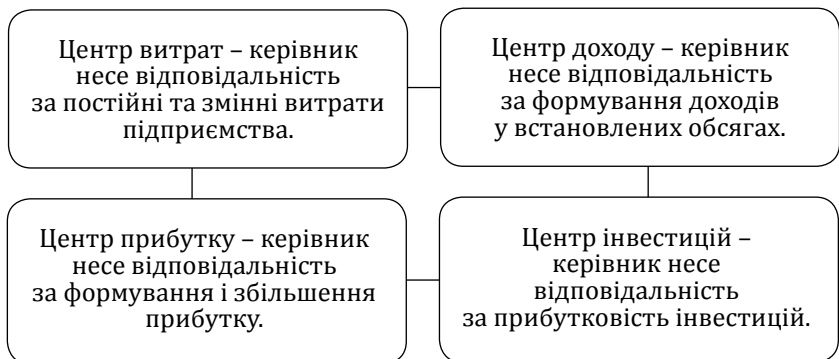 Центр витрат – керівник
несе відповідальність
за постійні та змінні витрати
підприємства.
Центр доходу – керівник
несе відповідальність
за формування доходів
у встановлених обсягах.
Центр прибутку – керівник
несе відповідальність
за формування і збільшення
прибутку.
Центр інвестицій –
керівник несе
відповідальність
за прибутковість інвестицій.